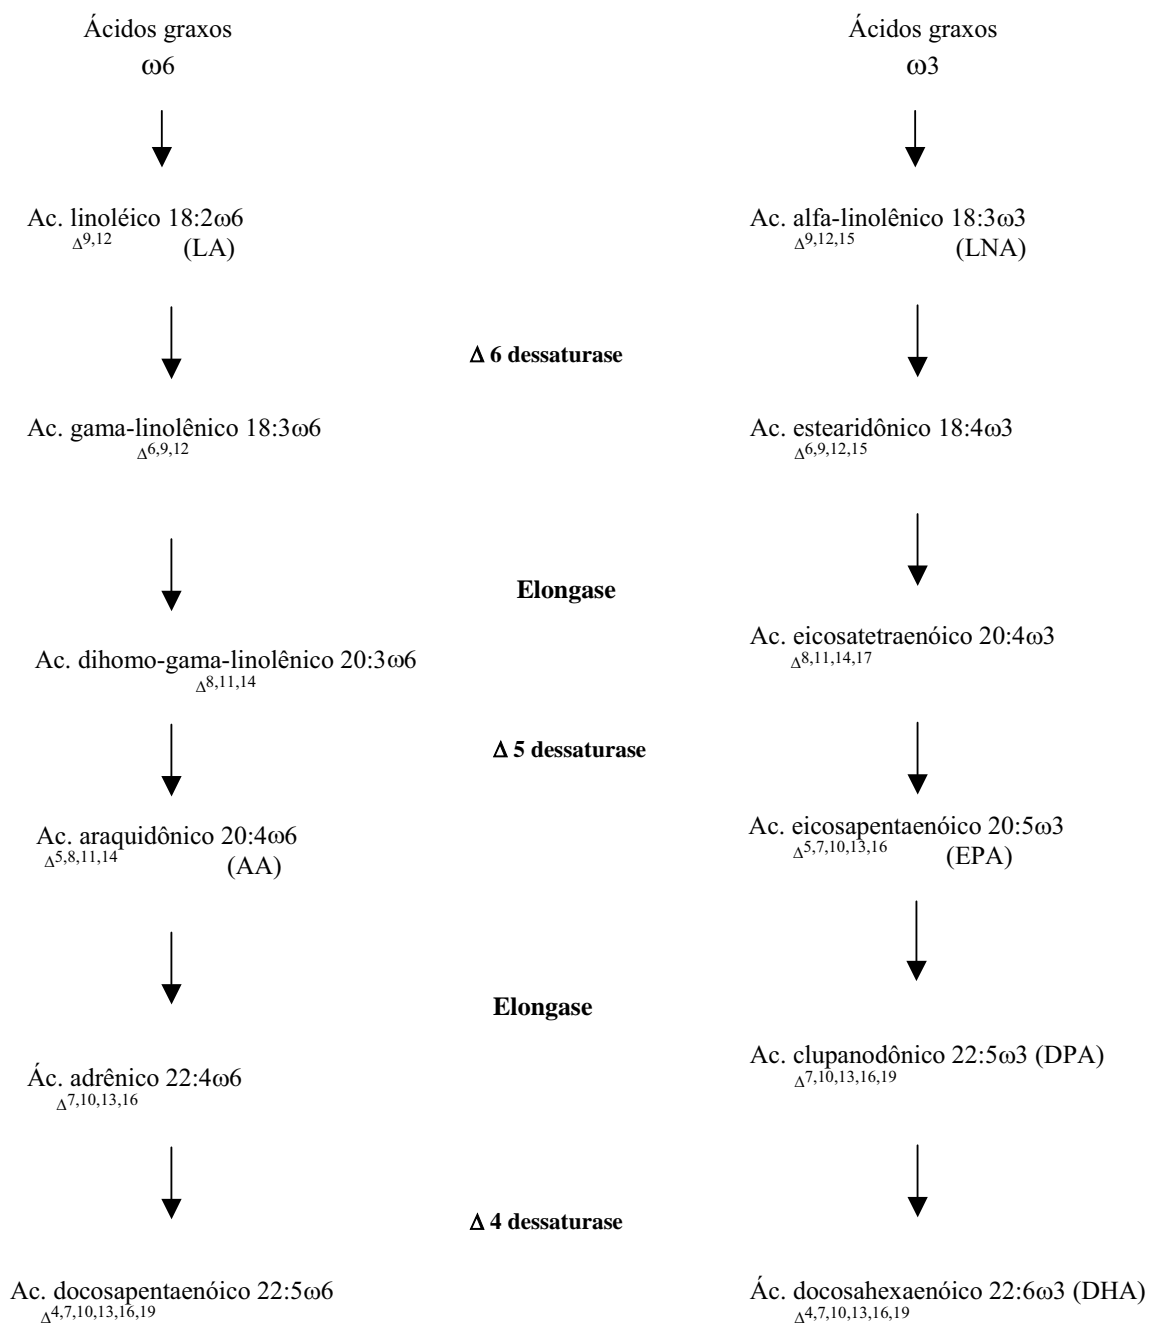 Ácidos graxos
ω6
Ácidos graxos
ω3
Ac. linoléico 18:2ω6
Δ9,12 (LA)
Ac. alfa-linolênico 18:3ω3
Δ9,12,15 (LNA)
Δ 6 dessaturase
Ac. gama-linolênico 18:3ω6
Δ6,9,12
Ac. estearidônico 18:4ω3
Δ6,9,12,15
Elongase
Ac. dihomo-gama-linolênico 20:3ω6
Δ8,11,14
Ac. eicosatetraenóico 20:4ω3
Δ8,11,14,17
Δ 5 dessaturase
Ac. araquidônico 20:4ω6
Δ5,8,11,14 (AA)
Ac. eicosapentaenóico 20:5ω3
Δ5,7,10,13,16 (EPA)
Elongase
Ác. adrênico 22:4ω6
Δ7,10,13,16
Ac. clupanodônico 22:5ω3 (DPA)
Δ7,10,13,16,19
Δ 4 dessaturase
Ac. docosapentaenóico 22:5ω6
Δ4,7,10,13,16,19
Ác. docosahexaenóico 22:6ω3 (DHA)
Δ4,7,10,13,16,19